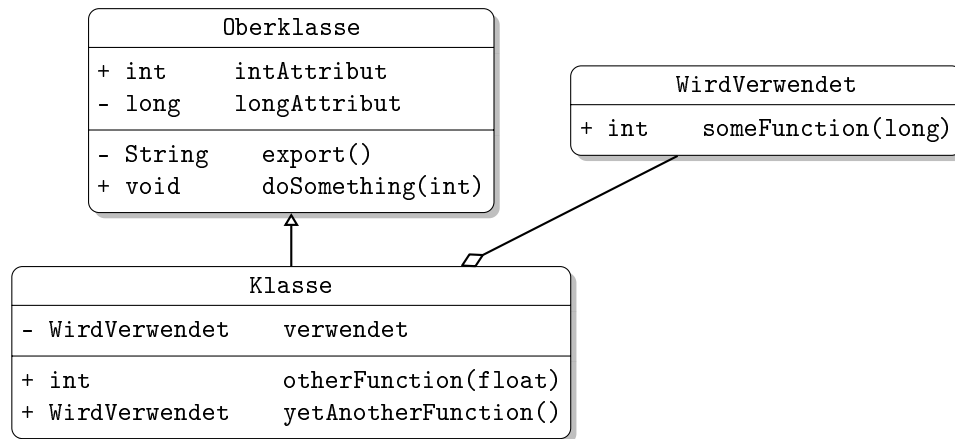 Oberklasse
+ int intAttribut
- long longAttribut
- String export()
+ void doSomething(int)
WirdVerwendet
+ int someFunction(long)
Klasse
- WirdVerwendet verwendet
+ int otherFunction(float)
+ WirdVerwendet yetAnotherFunction()